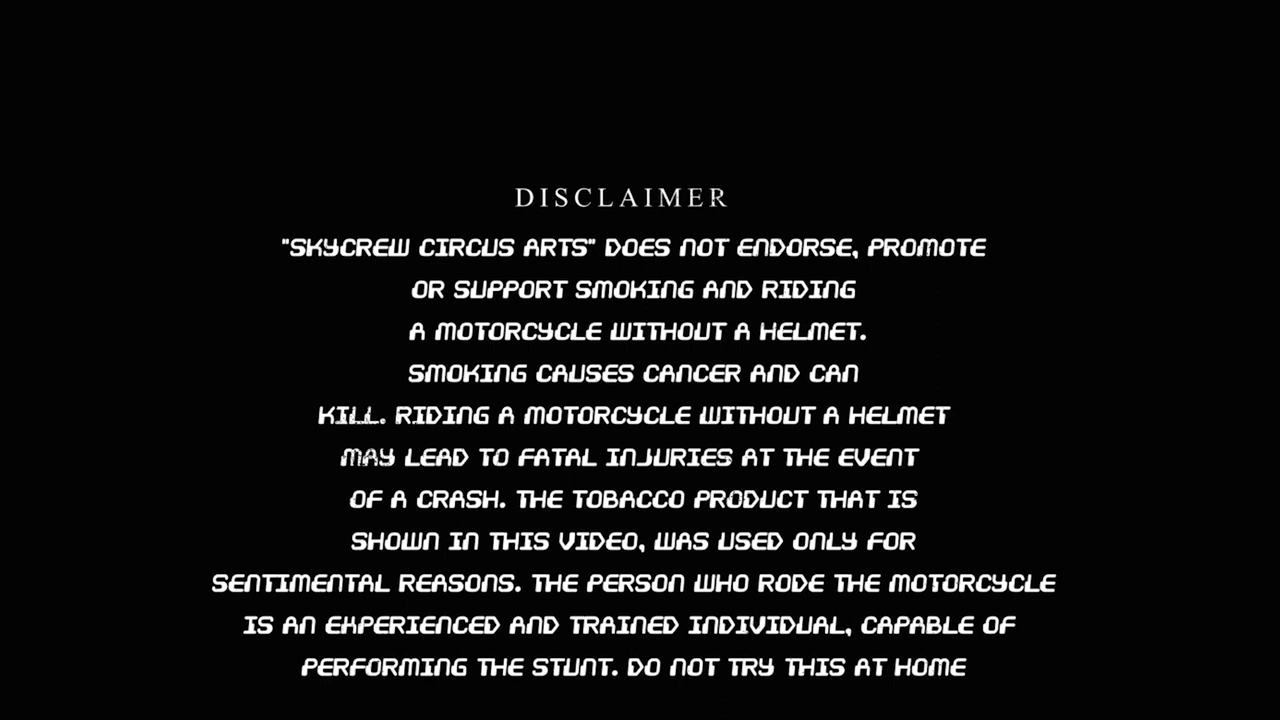 DISCLAIMER
"SKYCREW CIRCUS ARTS" DOES NOT ENDORSE, PROMOTE
OR SUPPORT SMOKING AND RIDING
A MOTORCYCLE WITHOUT A HELMET.
SMOKING CAUSES CANCER AND CAN
KILL. RIDING A MOTORCYCLE WITHOUT A HELMET
MAY LEAD TO FATAL INJURIES AT THE EVENT
OF A CRASH. THE TOBACCO PRODUCT THAT IS
SHOWN IN THIS VIDEO, WAS USED ONLY FOR
SENTIMENTAL REASONS. THE PERSON WHO RODE THE MOTORCYCLE
IS AN EXPERIENCED AND TRAINED INDIVIDUAL, CAPABLE OF
PERFORMING THE STUNT. DO NOT TRY THIS AT HOME